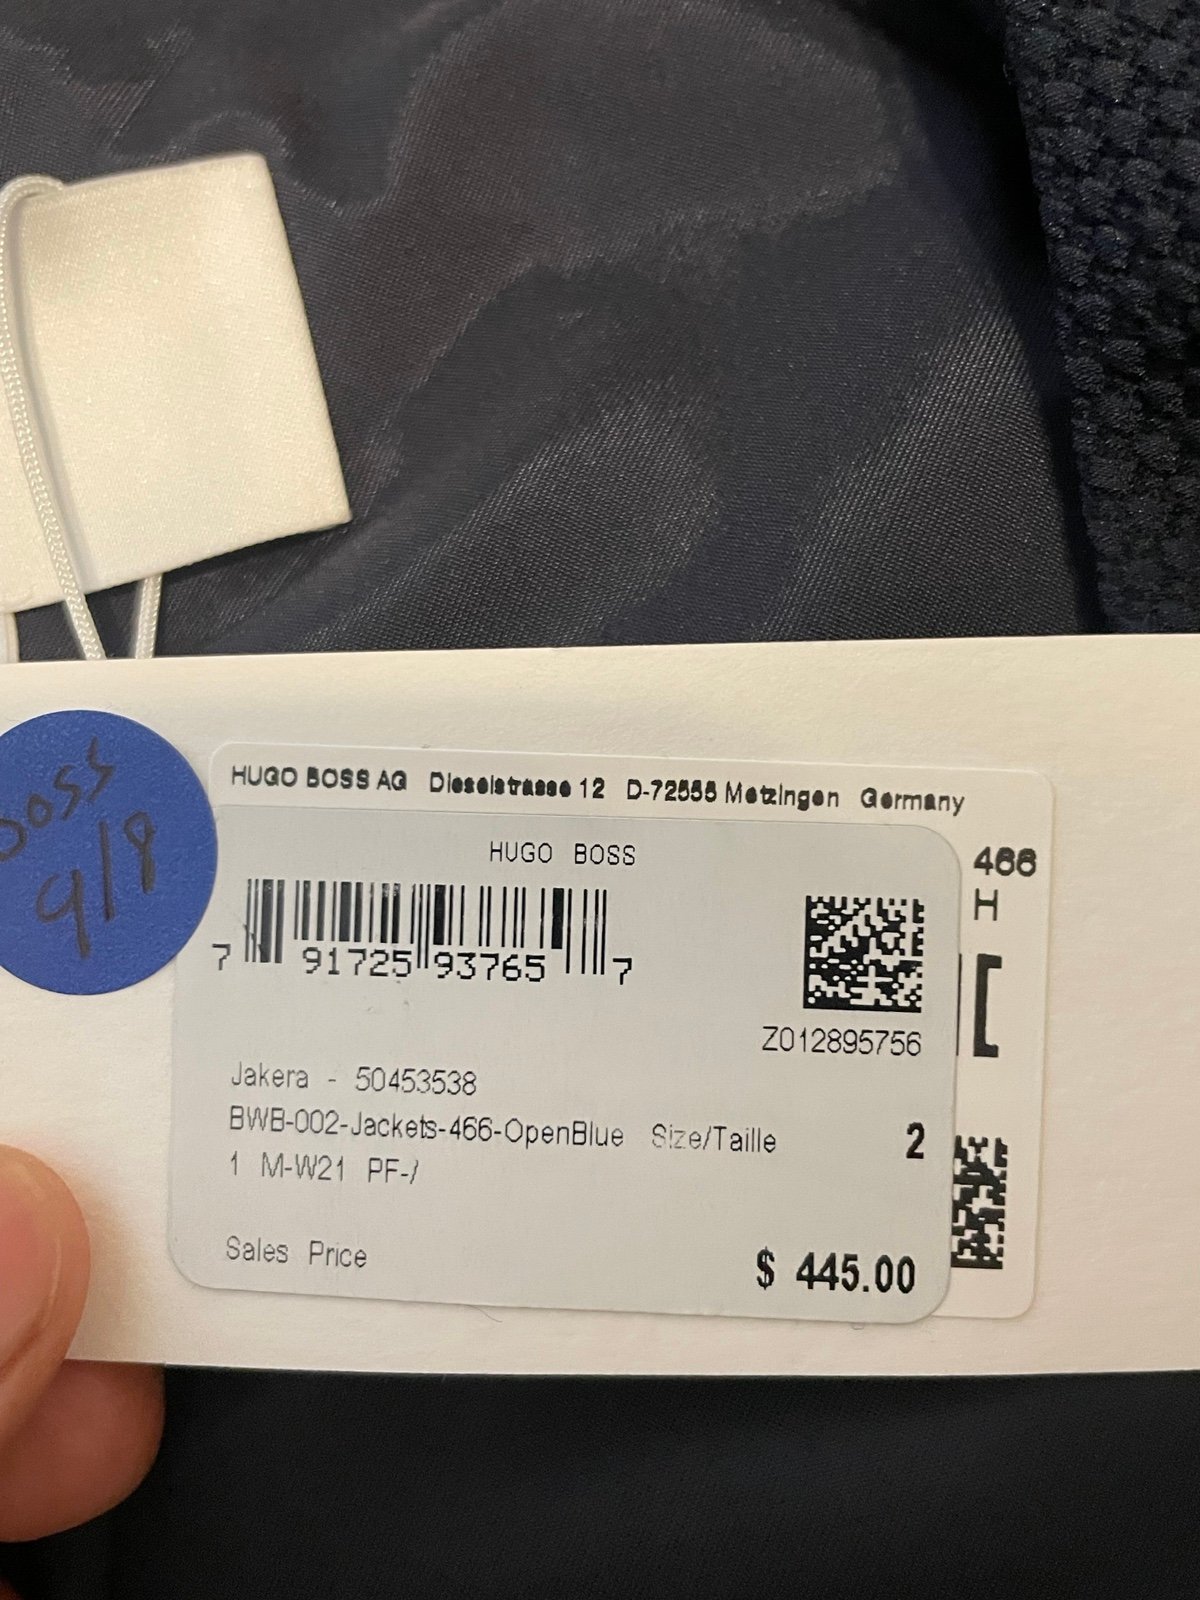 Boss
9/8
HUGO BOSS AG Dieselstrasse 12 D-72555 Metzingen Germany
HUGO BOSS
466
H
7 91725 93765 7
Z012895756
Jakera - 50453538
BWB-002-Jackets-466-OpenBlue Size/Taille 2
1 M-W21 PF-/
Sales Price $ 445.00